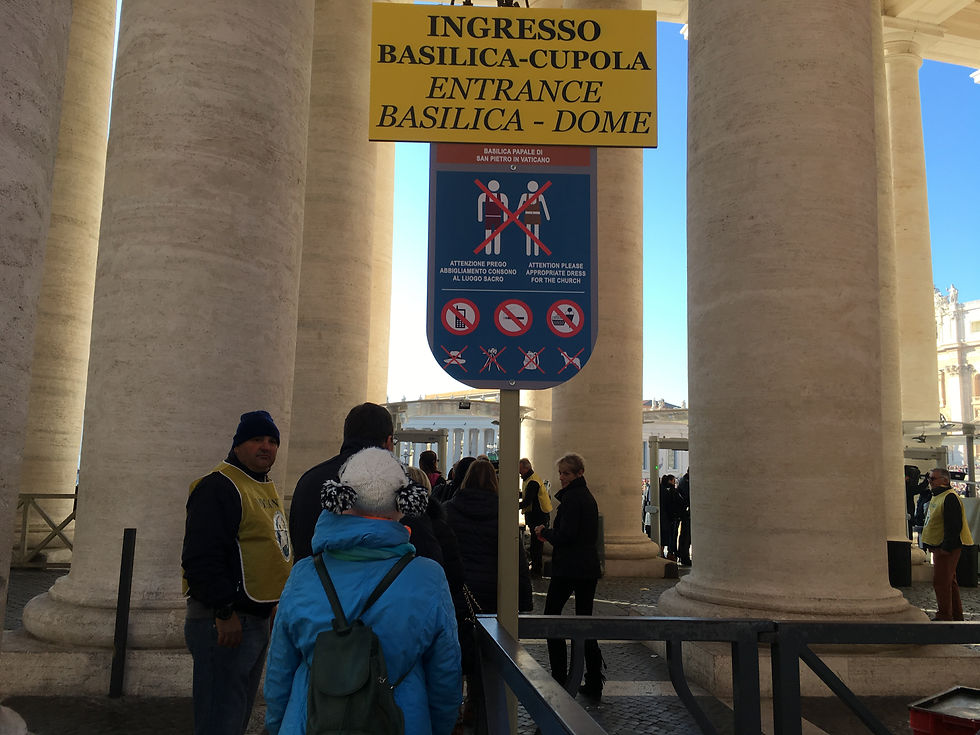 INGRESSO
BASILICA-CUPOLA
ENTRANCE
BASILICA - DOME
BASILICA PAPALE DI
SAN PIETRO IN VATICANO
ATTENZIONE PREGO
ABBIGLIAMENTO CONSONO
AL LUOGO SACRO
ATTENTION PLEASE
APPROPRIATE DRESS
FOR THE CHURCH